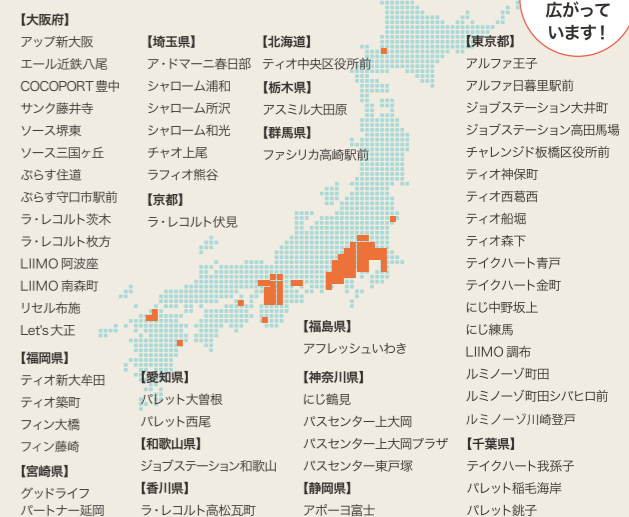 広がって
います！
【大阪府】
アップ新大阪
エール近鉄八尾
COCOPORT豊中
サンク藤井寺
ソース堺東
ソース三国ヶ丘
ぷらす住道
ぷらす守口市駅前
ラ・レコルト茨木
ラ・レコルト枚方
LIIMO 阿波座
LIIMO 南森町
リセル布施
Let's大正
【福岡県】
ティオ新大牟田
ティオ築町
フィン大橋
フィン藤崎
【宮崎県】
グッドライフ
パートナー延岡
【埼玉県】
ア・ドマーニ春日部
シャローム浦和
シャローム所沢
シャローム和光
チャオ上尾
ラフィオ熊谷
【京都】
ラ・レコルト伏見
【愛知県】
パレット大曽根
パレット西尾
【和歌山県】
ジョブステーション和歌山
【香川県】
ラ・レコルト高松瓦町
【北海道】
ティオ中央区役所前
【栃木県】
アスミル大田原
【群馬県】
ファシリカ高崎駅前
【福島県】
アフレッシュいわき
【神奈川県】
にじ鶴見
パスセンター上大岡
パスセンター上大岡プラザ
パスセンター東戸塚
【静岡県】
アポーヨ富士
【東京都】
アルファ王子
アルファ日暮里駅前
ジョブステーション大井町
ジョブステーション高田馬場
チャレンジド板橋区役所前
ティオ神保町
ティオ西葛西
ティオ船堀
ティオ森下
テイクハート青戸
テイクハート金町
にじ中野坂上
にじ練馬
LIIMO 調布
ルミノーゾ町田
ルミノーゾ町田シバヒロ前
ルミノーゾ川崎登戸
【千葉県】
テイクハート我孫子
パレット稲毛海岸
パレット銚子